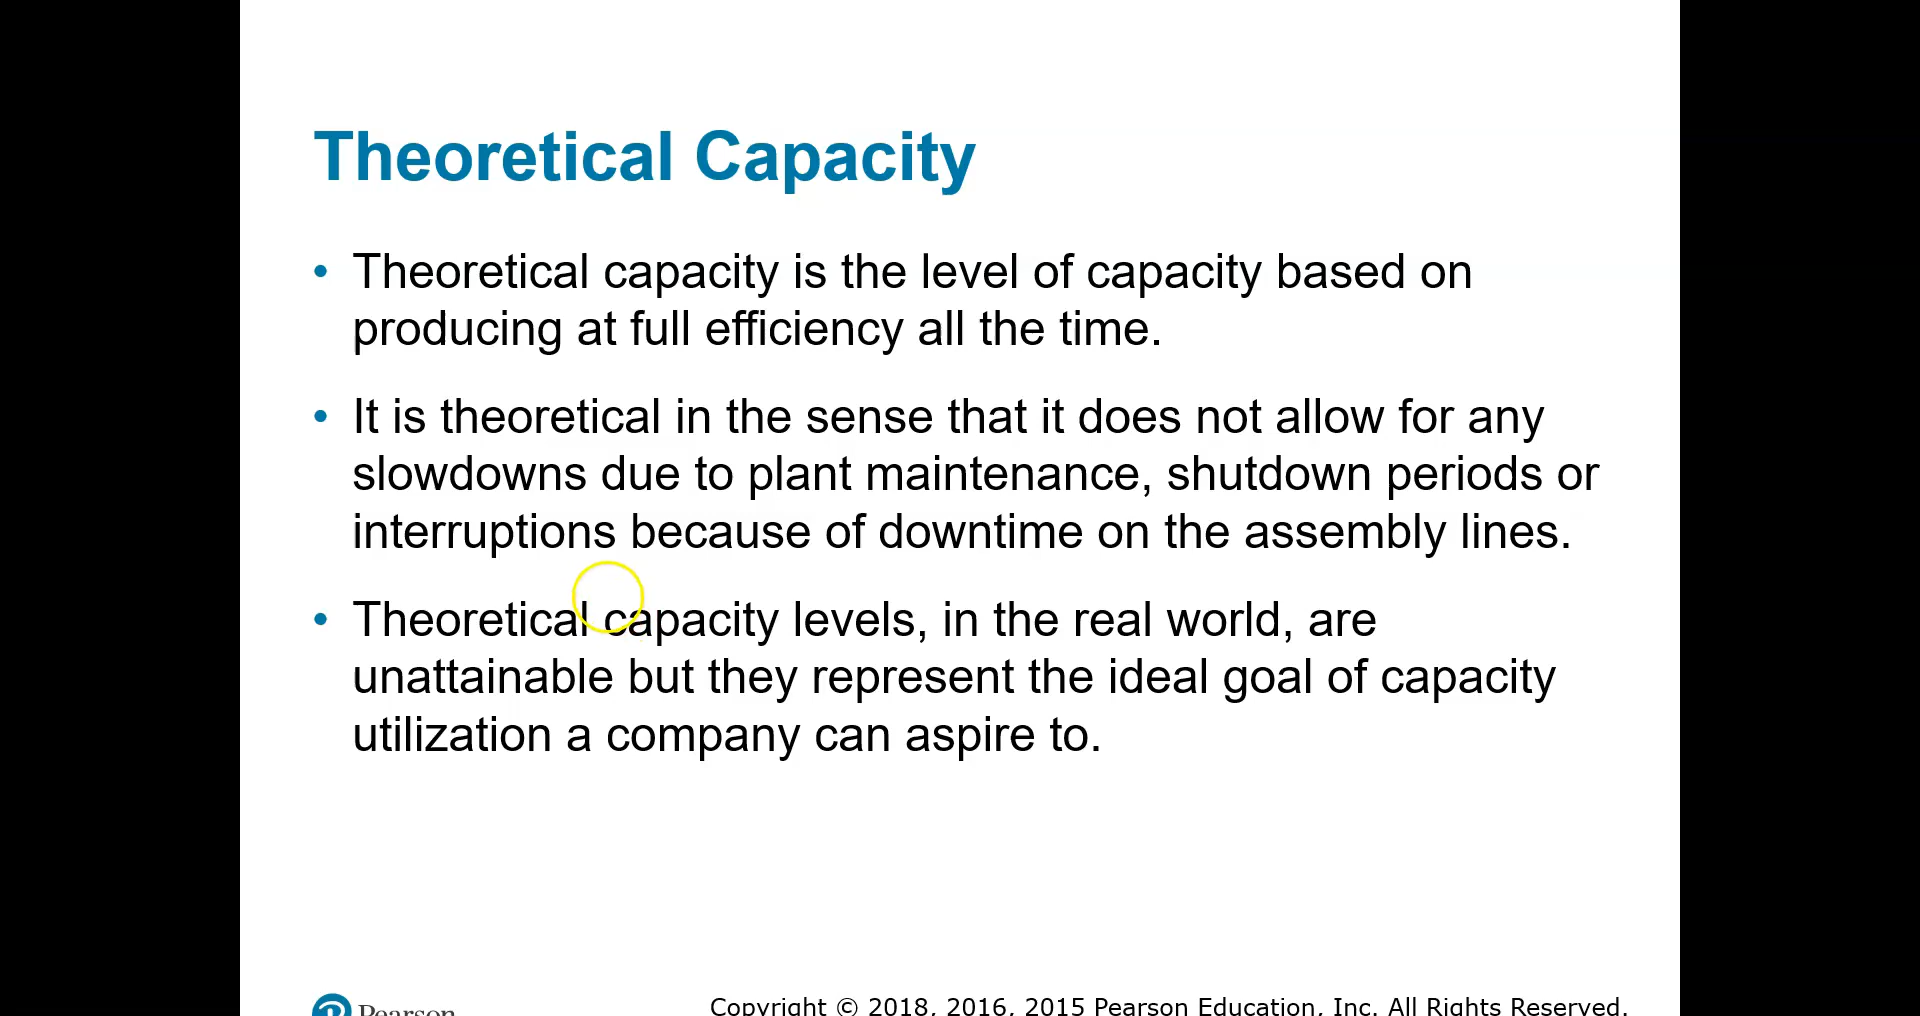 Theoretical Capacity
• Theoretical capacity is the level of capacity based on
producing at full efficiency all the time.
• It is theoretical in the sense that it does not allow for any
slowdowns due to plant maintenance, shutdown periods or
interruptions because of downtime on the assembly lines.
• Theoretical capacity levels, in the real world, are
unattainable but they represent the ideal goal of capacity
utilization a company can aspire to.
Pearson
Copyright © 2018, 2016, 2015 Pearson Education, Inc. All Rights Reserved.